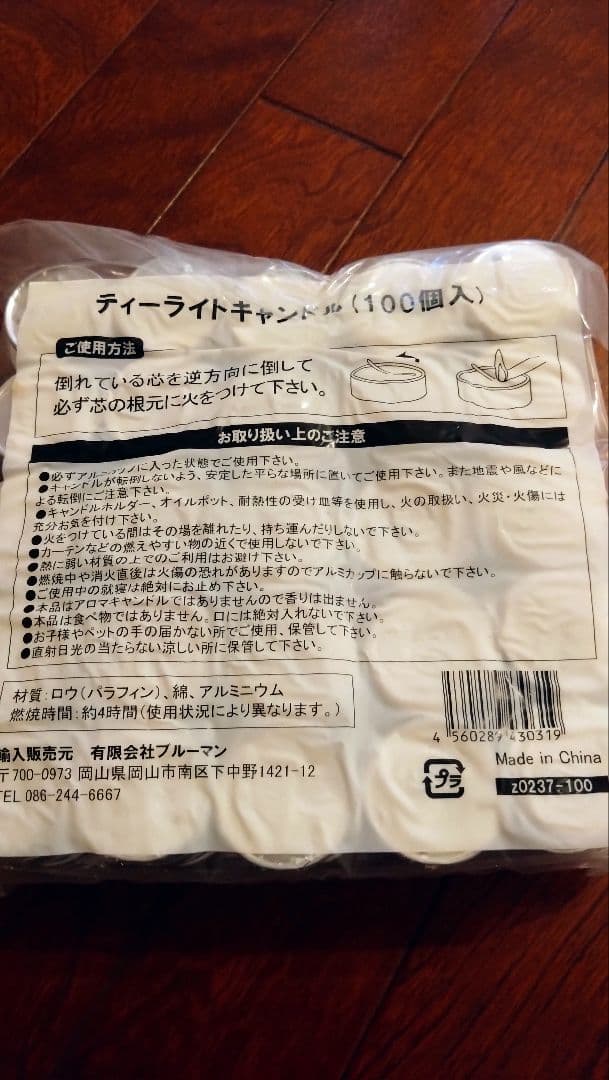 ティーライトキャンドル(100個入)
ご使用方法
倒れている芯を逆方向に倒して
必ず芯の根元に火をつけて下さい。
お取り扱い上のご注意
●必ずアルミカップに入った状態でご使用下さい。
●キャンドルが転倒しないよう、安定した平らな場所に置いてご使用下さい。また地震や風などに
よる転倒にご注意下さい。
●キャンドルホルダー、オイルポット、耐熱性の受け皿等を使用し、火の取扱い、火災・火傷には
充分お気を付け下さい。
●火をつけている間はその場を離れたり、持ち運んだりしないで下さい。
●カーテンなどの燃えやすい物の近くで使用しないで下さい。
●熱に弱い材質の上でのご利用はお避け下さい。
●燃焼中や消火直後は火傷の恐れがありますのでアルミカップに触らないで下さい。
●ご使用中の就寝は絶対にお止め下さい。
●本品はアロマキャンドルではありませんので香りは出ません。
●本品は食べ物ではありません。口には絶対入れないで下さい。
●お子様やペットの手の届かない所でご使用、保管して下さい。
●直射日光の当たらない涼しい所に保管して下さい。
材質:ロウ(パラフィン)、綿、アルミニウム
燃焼時間:約4時間(使用状況により異なります。)
4 560289 430319
輸入販売元 有限会社ブルーマン
〒700-0973 岡山県岡山市南区下中野1421-12
TEL 086-244-6667
プラ
Made in China
z0237-100